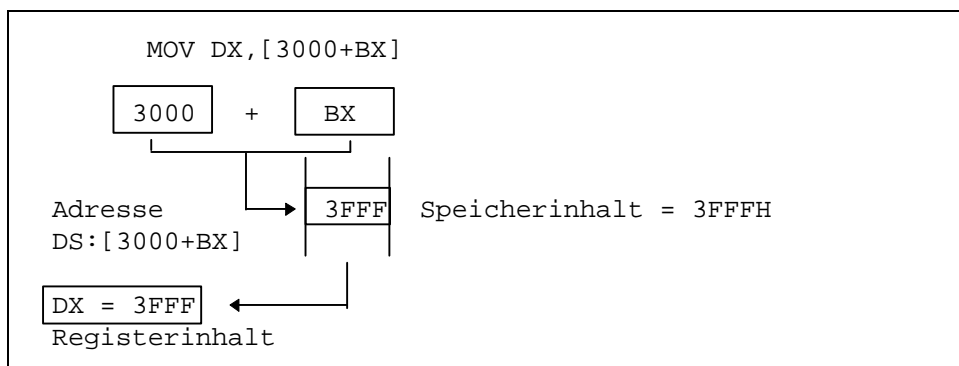 MOV DX,[3000+BX]
3000 + BX
Adresse 3FFF Speicherinhalt = 3FFFH
DS:[3000+BX]
DX = 3FFF
Registerinhalt